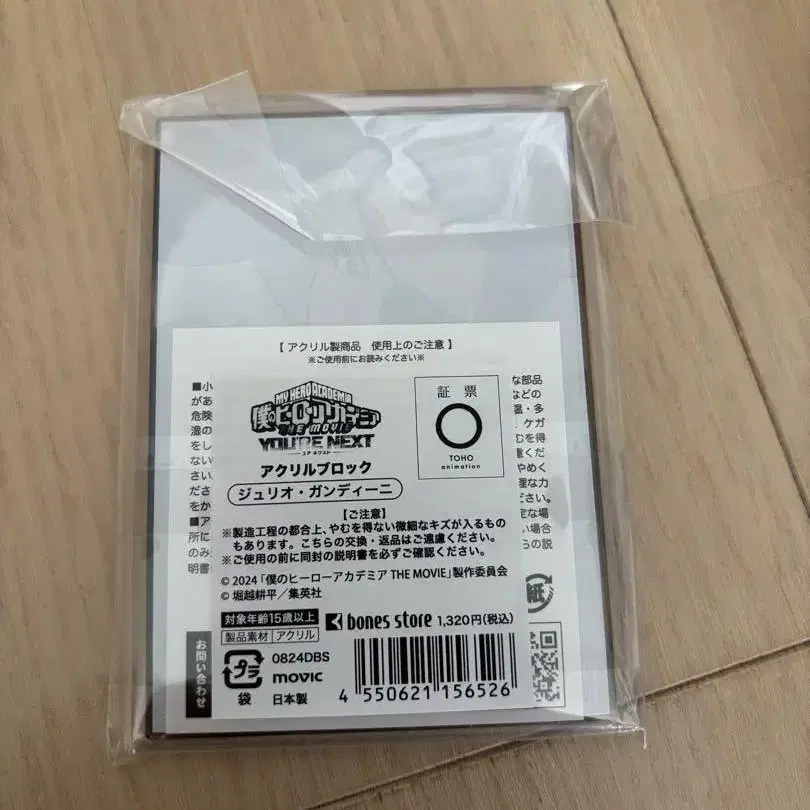 【 アクリル製商品　使用上のご注意 】
※ご使用前にお読みください※
MY HERO ACADEMIA
僕のヒーローアカデミア
THE MOVIE
YOU'RE NEXT
ユア ネクスト
アクリルブロック
ジュリオ・ガンディーニ
証 票
TOHO
animation
【ご注意】
※製造工程の都合上、やむを得ない微細なキズが入るもの
もあります。こちらの交換・返品はご遠慮ください。
※ご使用の前に同封の説明書を必ずご確認ください。
© 2024「僕のヒーローアカデミア THE MOVIE」製作委員会
© 堀越耕平／集英社
対象年齢15歳以上
bones store 1,320円(税込)
製品素材 アクリル
プラ
袋
0824DBS
movic
日本製
4 550621 156526
お問い合わせ
紙